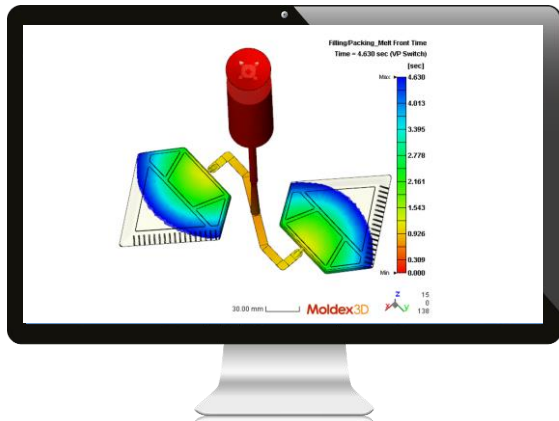 Filling/Packing_Melt Front Time
Time = 4.630 sec (VP Switch)
[sec]
Max
4.630
4.013
3.395
2.778
2.161
1.543
0.926
0.309
Min
0.000
30.00 mm
Moldex3D
Z
X
Y
15
0
138